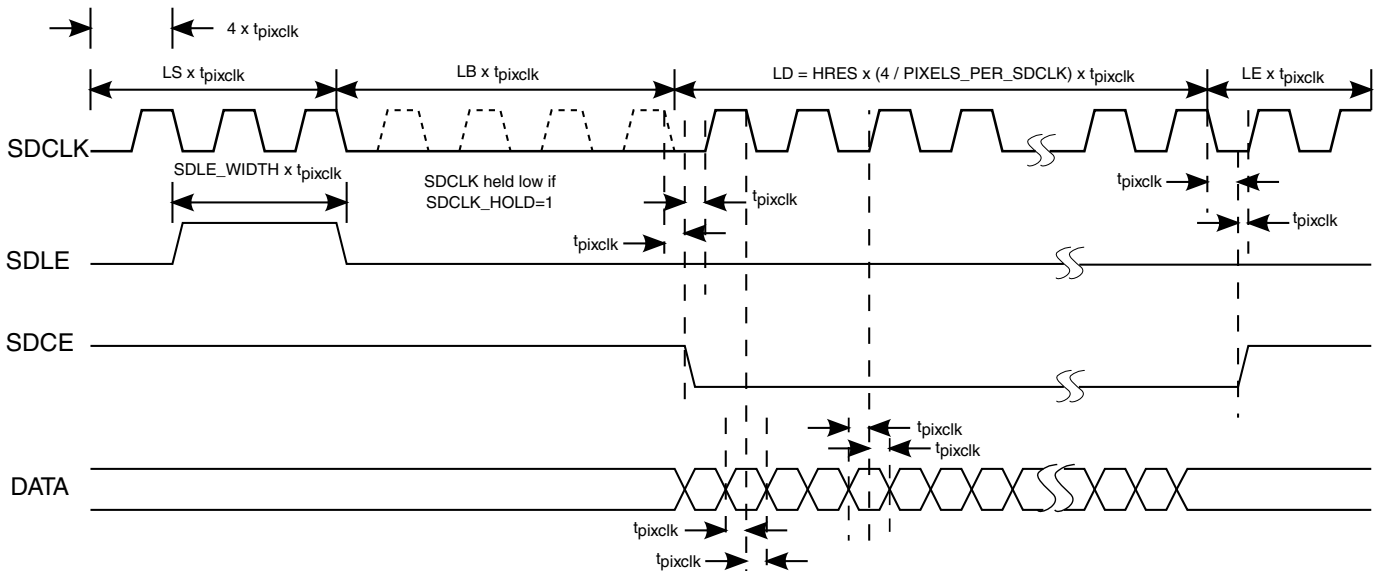 4 x tpixclk
LS x tpixclk
LB x tpixclk
LD = HRES x (4 / PIXELS_PER_SDCLK) x tpixclk
LE x tpixclk
SDCLK
SDLE_WIDTH x tpixclk
SDCLK held low if
SDCLK_HOLD=1
tpixclk
tpixclk
tpixclk
tpixclk
SDLE
SDCE
tpixclk
tpixclk
DATA
tpixclk
tpixclk